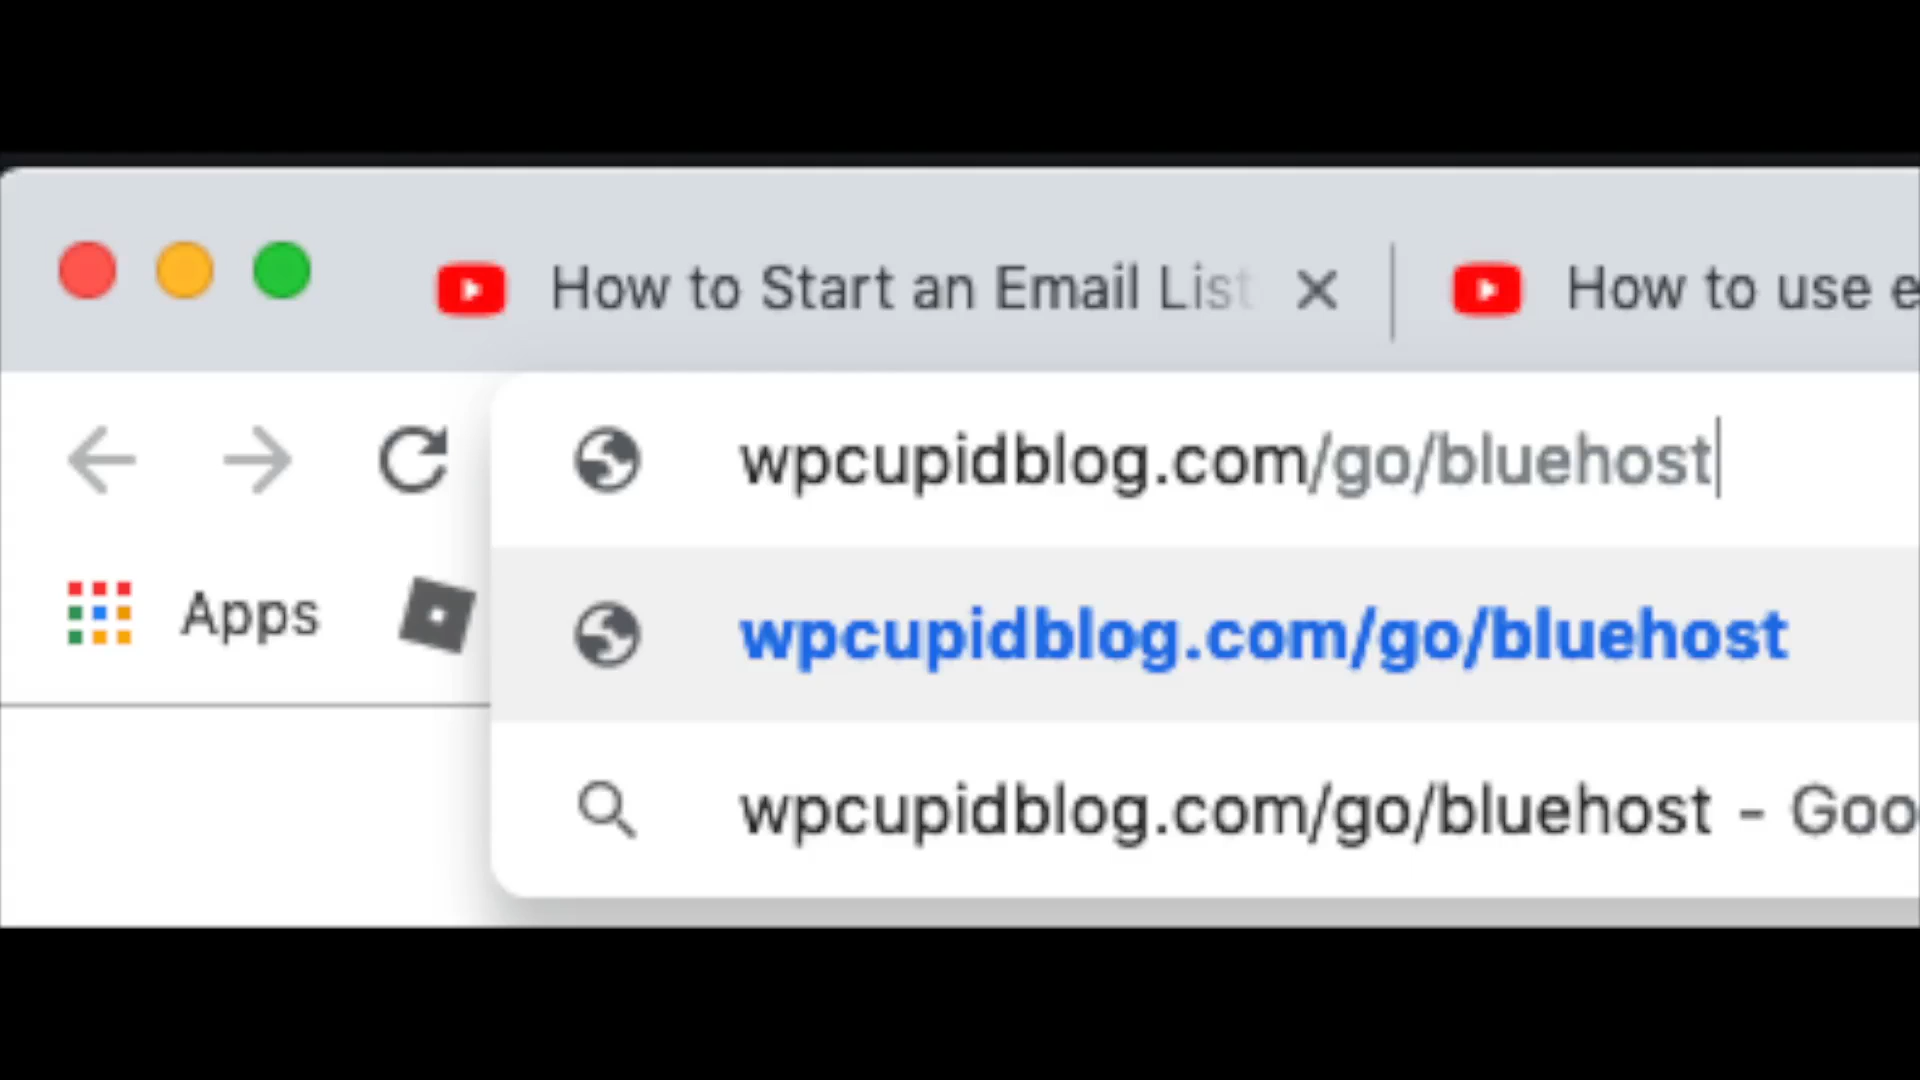 How to Start an Email List
How to use e
wpcupidblog.com/go/bluehost
Apps
wpcupidblog.com/go/bluehost
wpcupidblog.com/go/bluehost - Goo